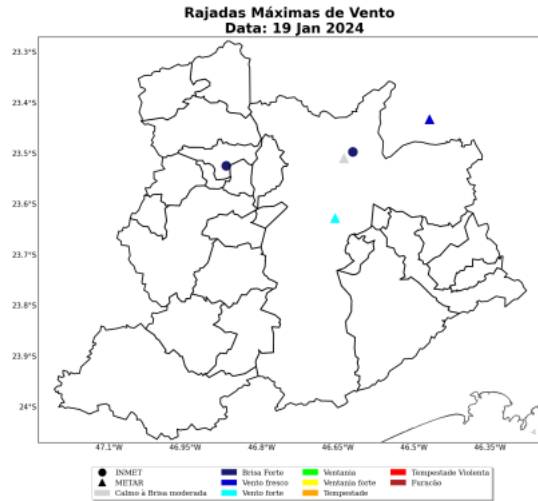 Rajadas Máximas de Vento
Data: 19 Jan 2024
23.3°S
23.4°S
23.5°S
23.6°S
23.7°S
23.8°S
23.9°S
24°S
47.1°W
46.95°W
46.8°W
46.65°W
46.5°W
46.35°W
INMET
METAR
Calmo à Brisa moderada
Brisa Forte
Vento fresco
Vento forte
Ventania
Ventania forte
Tempestade
Tempestade Violenta
Furacão